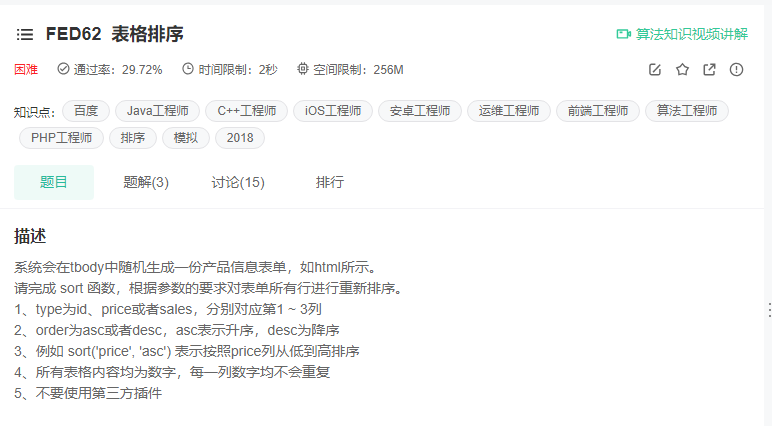 FED62 表格排序
算法知识视频讲解
困难 通过率：29.72% 时间限制：2秒 空间限制：256M
知识点： 百度 Java工程师 C++工程师 iOS工程师 安卓工程师 运维工程师 前端工程师 算法工程师
PHP工程师 排序 模拟 2018
题目 题解(3) 讨论(15) 排行
描述
系统会在tbody中随机生成一份产品信息表单，如html所示。
请完成 sort 函数，根据参数的要求对表单所有行进行重新排序。
1、type为id、price或者sales，分别对应第1 ~ 3列
2、order为asc或者desc，asc表示升序，desc为降序
3、例如 sort('price', 'asc') 表示按照price列从低到高排序
4、所有表格内容均为数字，每一列数字均不会重复
5、不要使用第三方插件